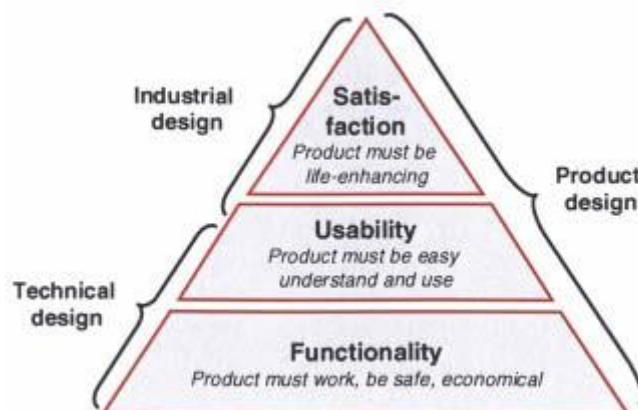 Industrial
design
Satis-
faction
Product must be
life-enhancing
Product
design
Usability
Product must be easy
understand and use
Technical
design
Functionality
Product must work, be safe, economical